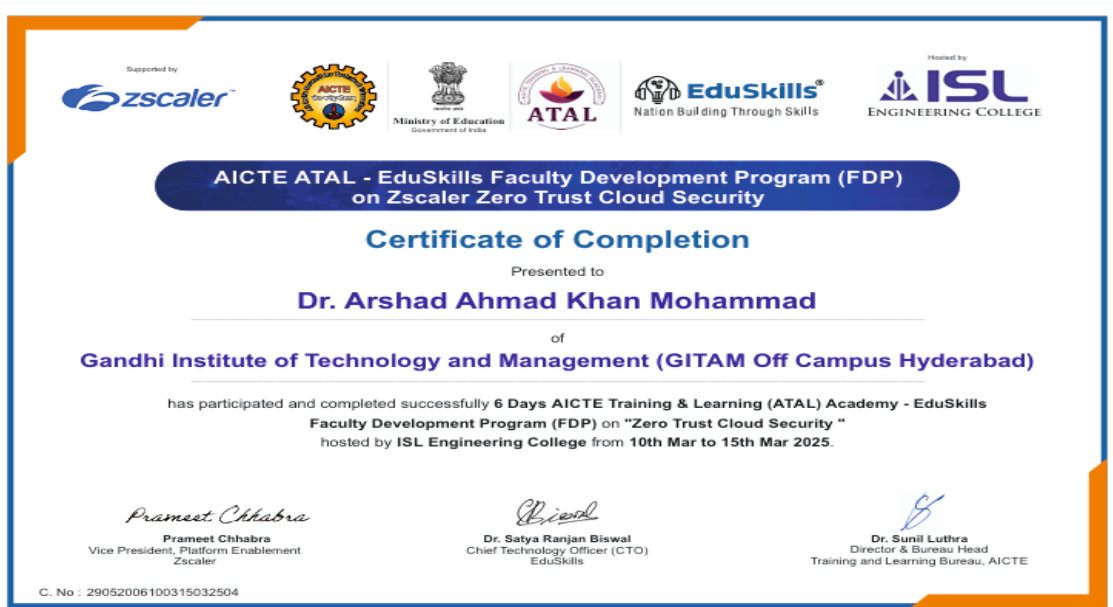 Supported by
zscaler
AICTE
Ministry of Education
Government of India
ATAL
EduSkills®
Nation Building Through Skills
Hosted by
ISL
ENGINEERING COLLEGE
AICTE ATAL - EduSkills Faculty Development Program (FDP)
on Zscaler Zero Trust Cloud Security
Certificate of Completion
Presented to
Dr. Arshad Ahmad Khan Mohammad
of
Gandhi Institute of Technology and Management (GITAM Off Campus Hyderabad)
has participated and completed successfully 6 Days AICTE Training & Learning (ATAL) Academy - EduSkills
Faculty Development Program (FDP) on "Zero Trust Cloud Security "
hosted by ISL Engineering College from 10th Mar to 15th Mar 2025.
Prameet Chhabra
Prameet Chhabra
Vice President, Platform Enablement
Zscaler
Dr. Satya Ranjan Biswal
Chief Technology Officer (CTO)
EduSkills
Dr. Sunil Luthra
Director & Bureau Head
Training and Learning Bureau, AICTE
C. No : 29052006100315032504